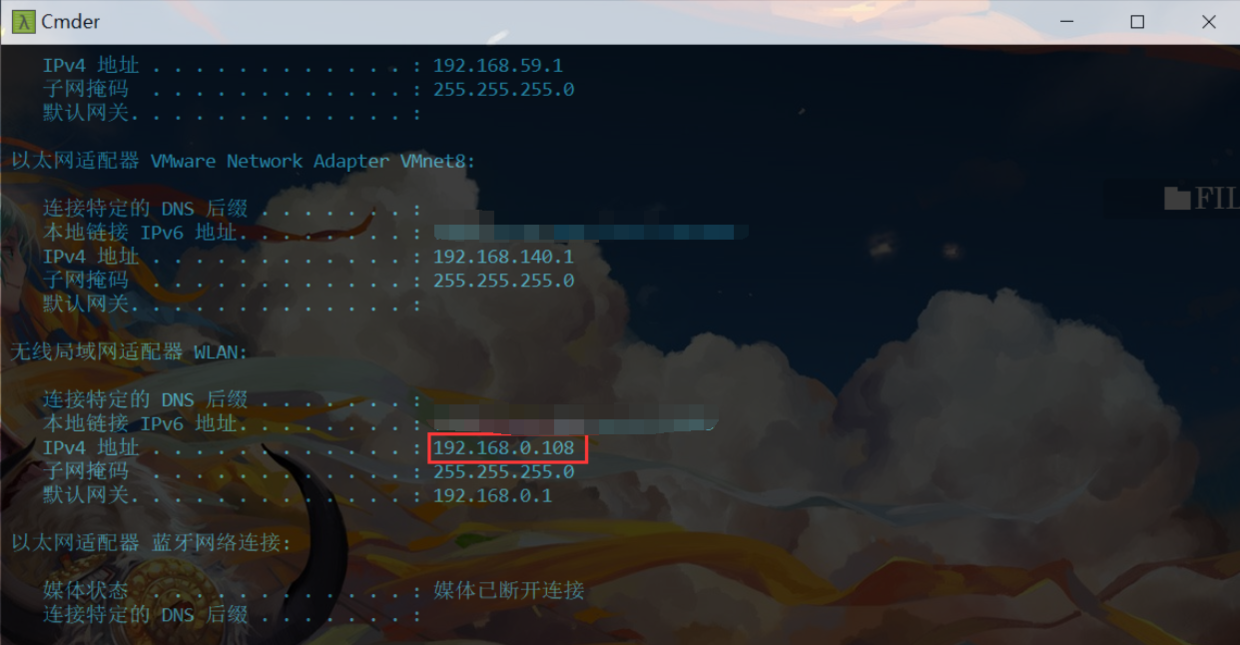 Cmder
IPv4 地址 . . . . . . . . . . . . : 192.168.59.1
子网掩码 . . . . . . . . . . . . : 255.255.255.0
默认网关. . . . . . . . . . . . . :
以太网适配器 VMware Network Adapter VMnet8:
连接特定的 DNS 后缀 . . . . . . . :
本地链接 IPv6 地址. . . . . . . . :
IPv4 地址 . . . . . . . . . . . . : 192.168.140.1
子网掩码 . . . . . . . . . . . . : 255.255.255.0
默认网关. . . . . . . . . . . . . :
无线局域网适配器 WLAN:
连接特定的 DNS 后缀 . . . . . . . :
本地链接 IPv6 地址. . . . . . . . :
IPv4 地址 . . . . . . . . . . . . : 192.168.0.108
子网掩码 . . . . . . . . . . . . : 255.255.255.0
默认网关. . . . . . . . . . . . . : 192.168.0.1
以太网适配器 蓝牙网络连接:
媒体状态 . . . . . . . . . . . . : 媒体已断开连接
连接特定的 DNS 后缀 . . . . . . . :